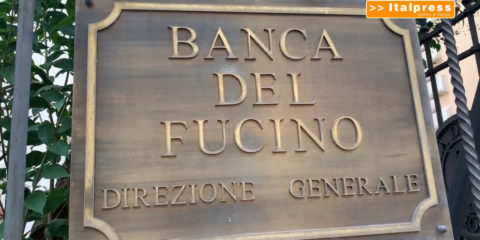 >> Italpress
BANCA
DEL
FUCINO
DIREZIONE GENERALE